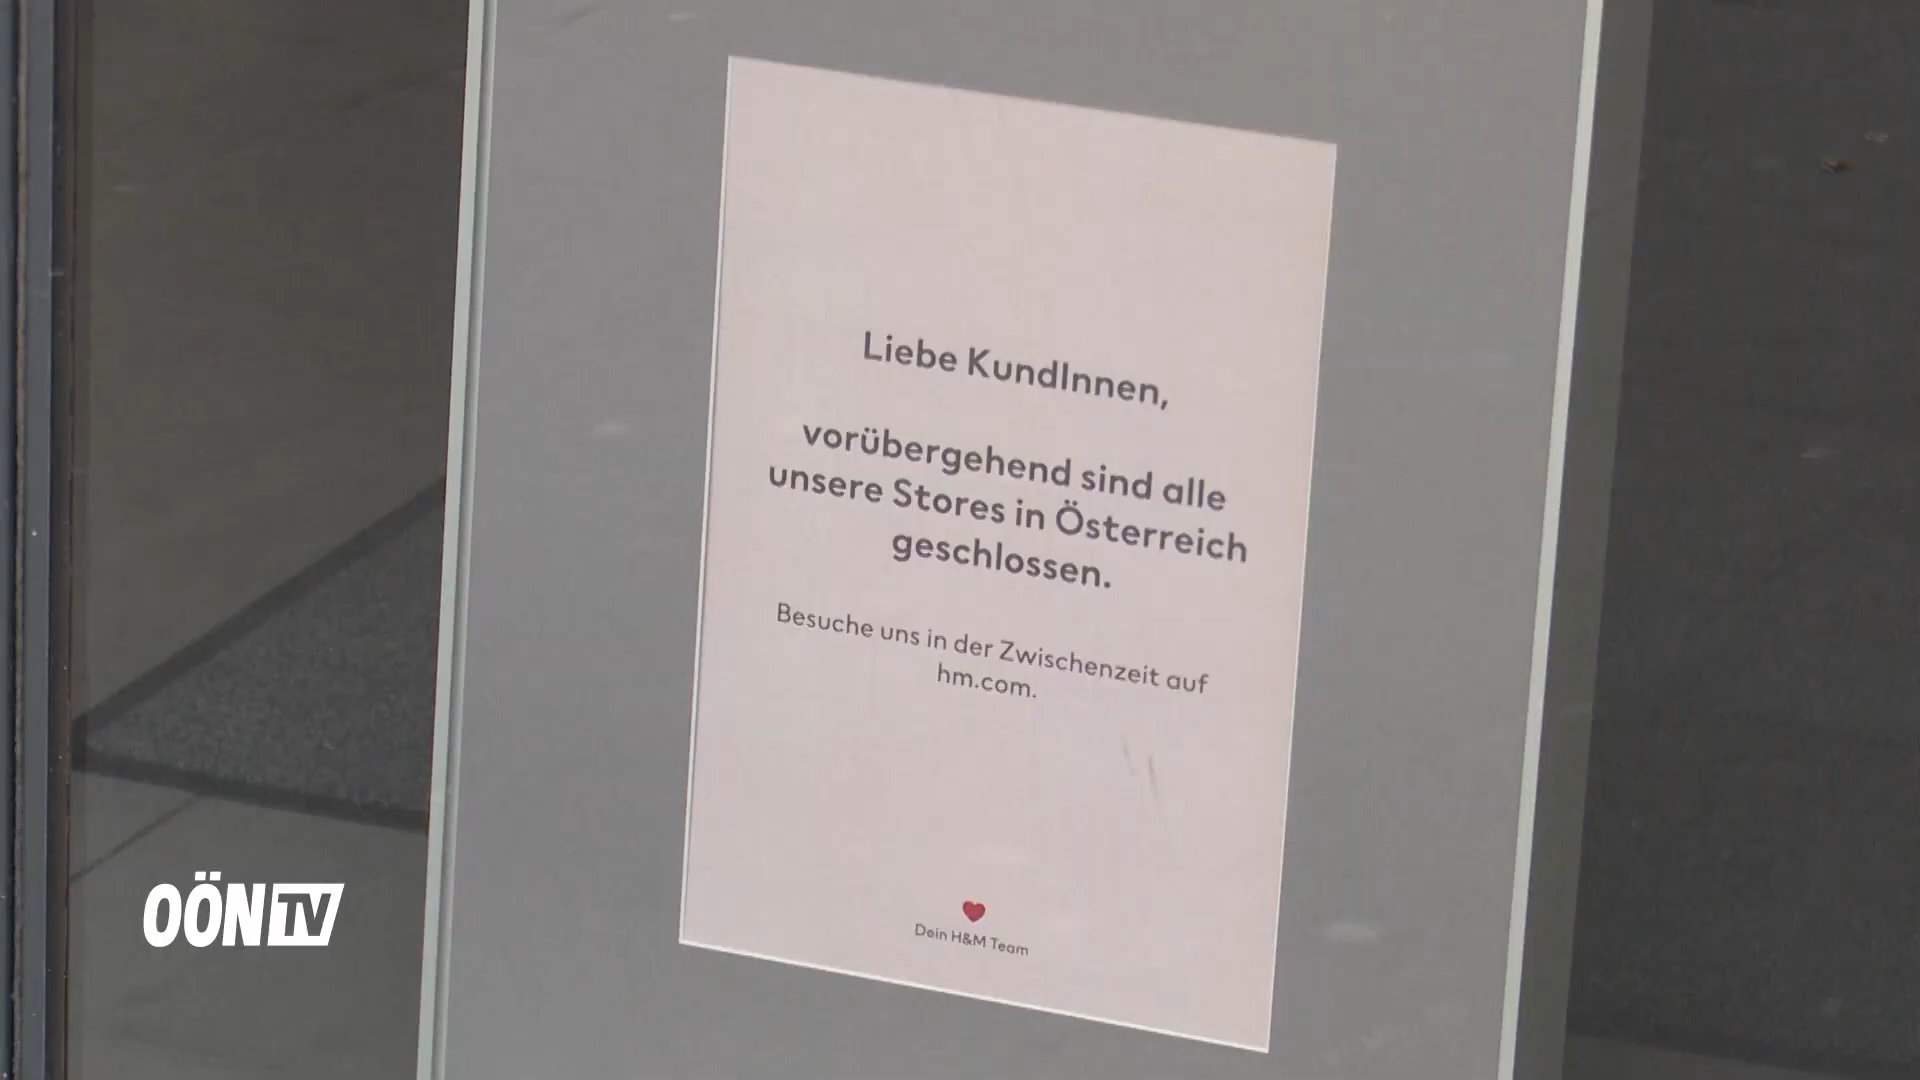 Liebe KundInnen,
vorübergehend sind alle
unsere Stores in Österreich
geschlossen.
Besuche uns in der Zwischenzeit auf
hm.com.
Dein H&M Team
OÖN TV